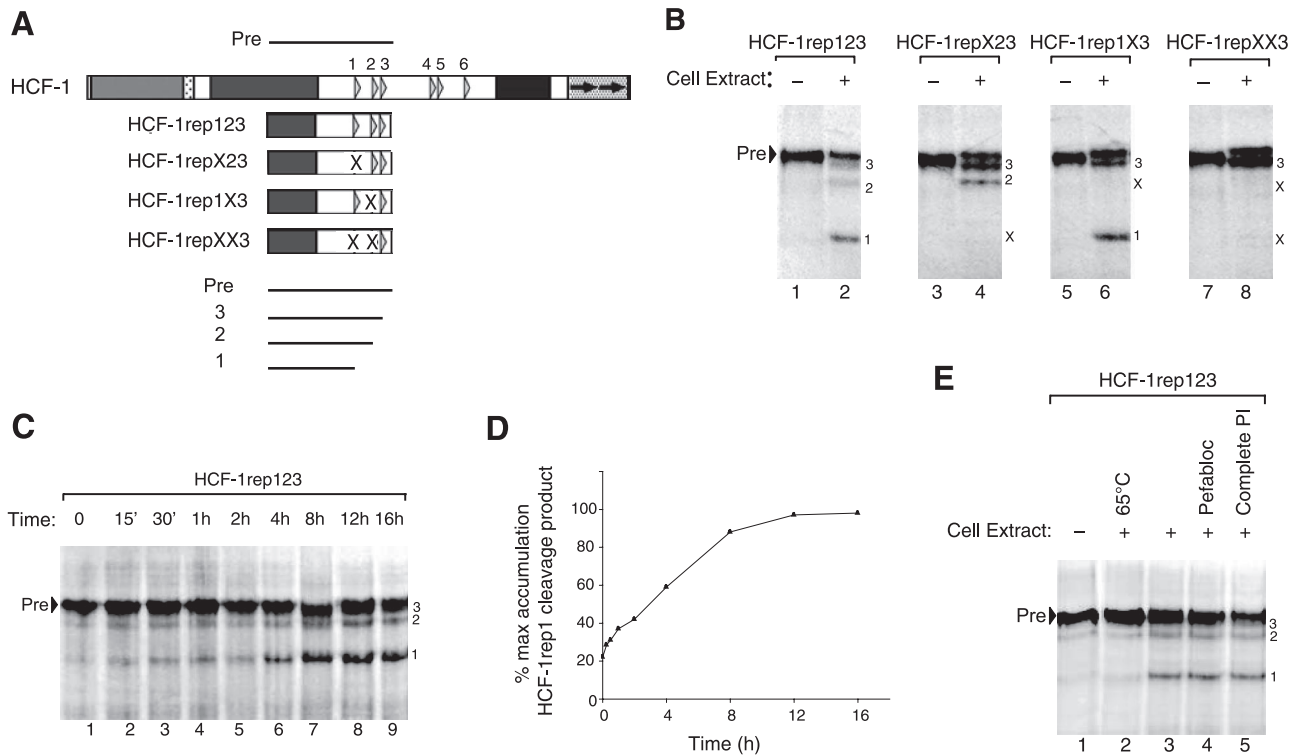 A
Pre
1 2 3 4 5 6
HCF-1
HCF-1rep123
HCF-1repX23
X
HCF-1rep1X3
X
HCF-1repXX3
X X
Pre
3
2
1
B
HCF-1rep123 HCF-1repX23 HCF-1rep1X3 HCF-1repXX3
Cell Extract: – + – + – + – +
Pre
3 3 3 3
2 2 X X
1 X 1 X
1 2 3 4 5 6 7 8
C
HCF-1rep123
Time: 0 15' 30' 1h 2h 4h 8h 12h 16h
Pre
3
2
1
1 2 3 4 5 6 7 8 9
D
% max accumulation
HCF-1rep1 cleavage product
100
80
60
40
20
0
0 4 8 12 16
Time (h)
E
HCF-1rep123
65°C
Pefabloc
Complete PI
Cell Extract: – + + + +
Pre
3
2
1
1 2 3 4 5